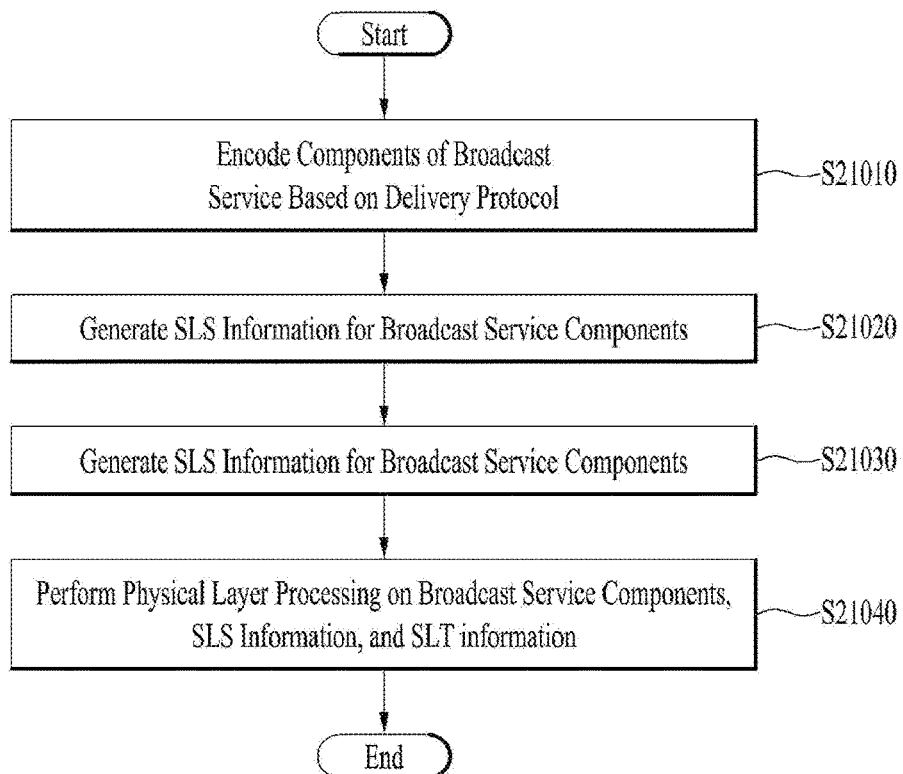 Start
Encode Components of Broadcast
Service Based on Delivery Protocol
S21010
Generate SLS Information for Broadcast Service Components
S21020
Generate SLS Information for Broadcast Service Components
S21030
Perform Physical Layer Processing on Broadcast Service Components,
SLS Information, and SLT information
S21040
End